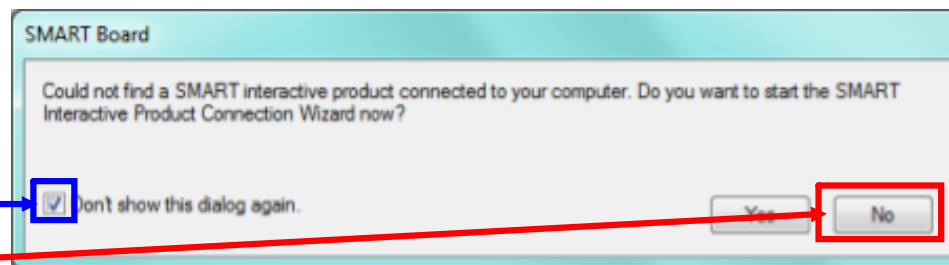 SMART Board
Could not find a SMART interactive product connected to your computer. Do you want to start the SMART
Interactive Product Connection Wizard now?
Don't show this dialog again.
Yes
No